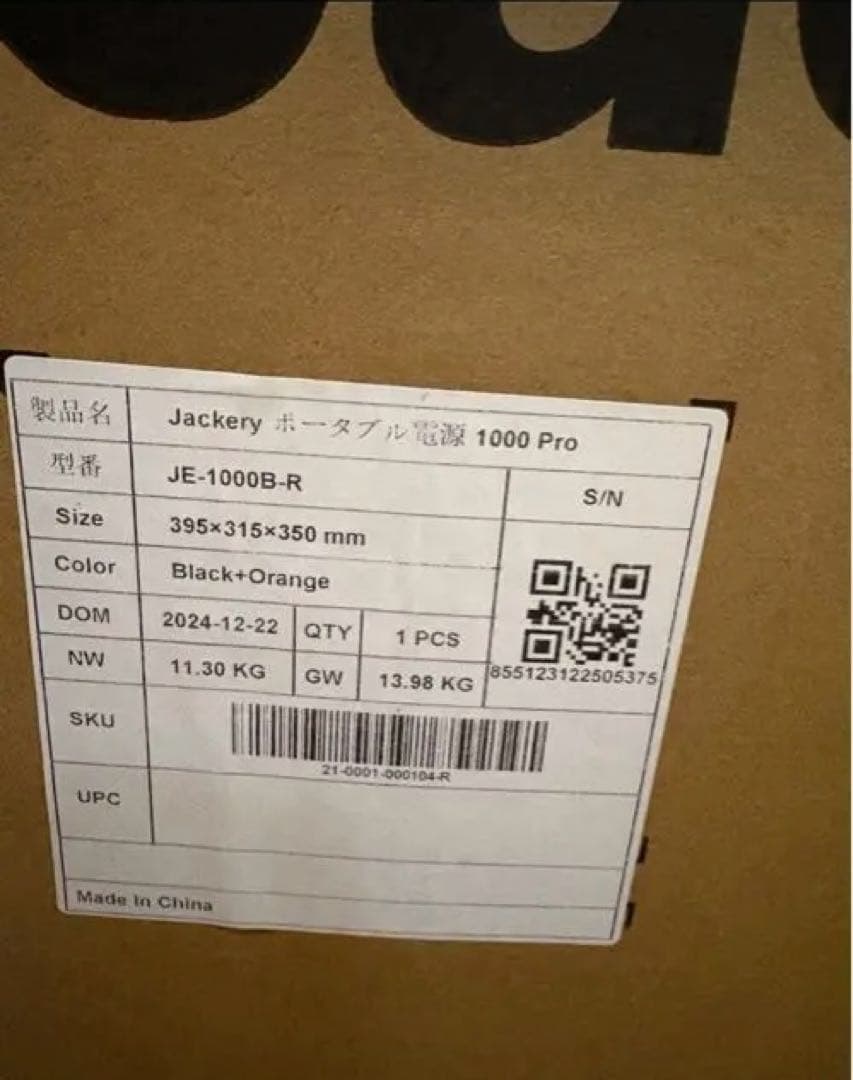 製品名 Jackery ポータブル電源 1000 Pro
型番 JE-1000B-R S/N
Size 395×315×350 mm
Color Black+Orange
DOM 2024-12-22 QTY 1 PCS
NW 11.30 KG GW 13.98 KG
855123122505375
SKU
21-0001-000104-R
UPC
Made In China